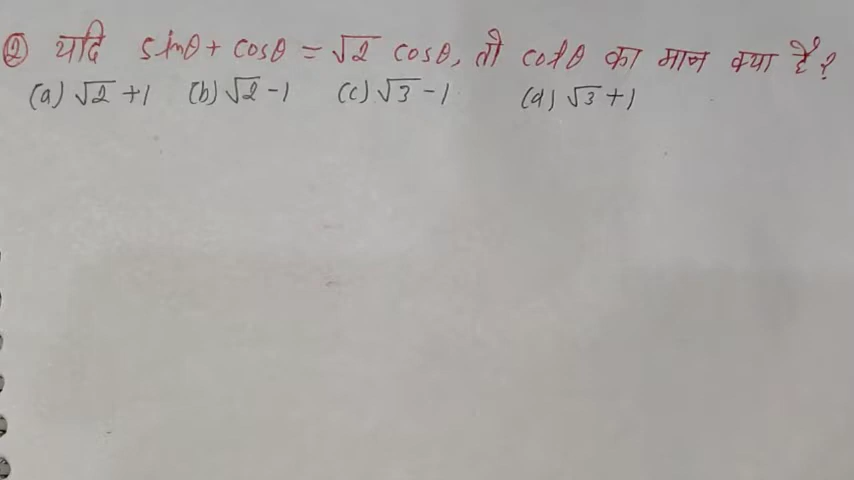 ② यदि sinθ + cosθ = √2 cosθ, तो cotθ का मान क्या है?
(a) √2 + 1 (b) √2 - 1 (c) √3 - 1 (d) √3 + 1